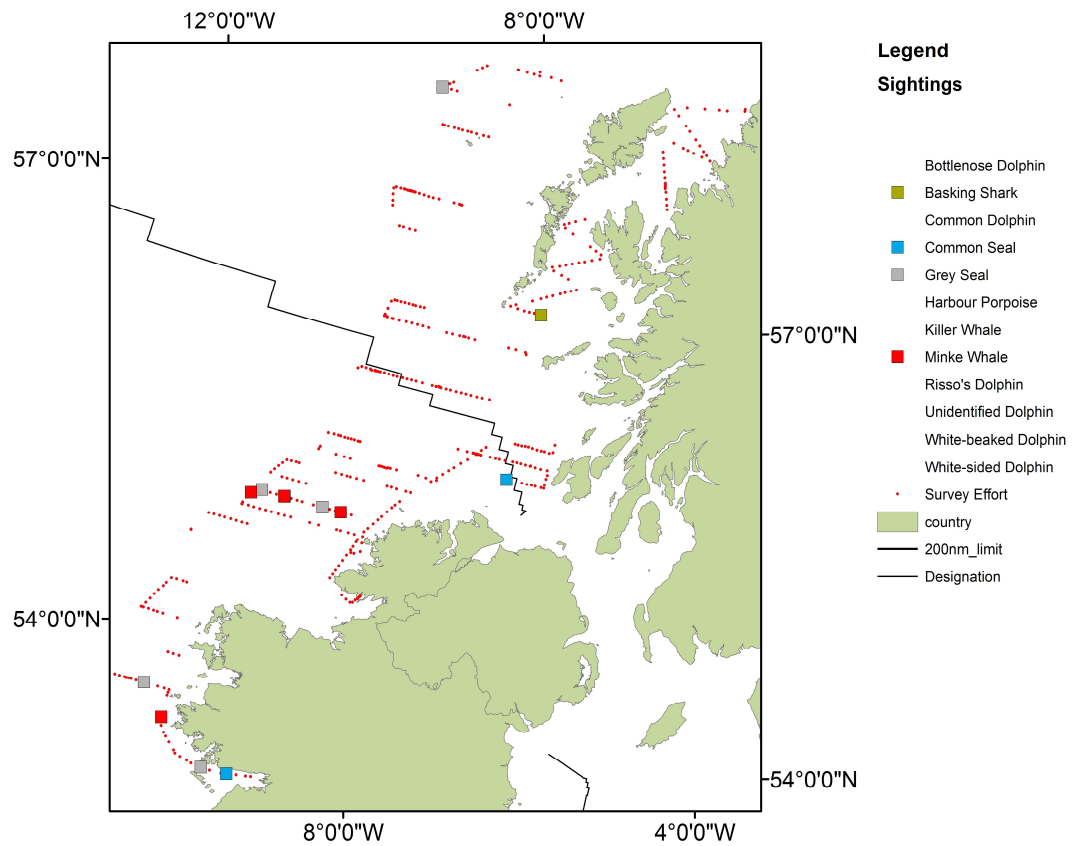 12°0'0"W 8°0'0"W
57°0'0"N
57°0'0"N
54°0'0"N
54°0'0"N
8°0'0"W 4°0'0"W
Legend
Sightings
Bottlenose Dolphin
Basking Shark
Common Dolphin
Common Seal
Grey Seal
Harbour Porpoise
Killer Whale
Minke Whale
Risso's Dolphin
Unidentified Dolphin
White-beaked Dolphin
White-sided Dolphin
Survey Effort
country
200nm_limit
Designation